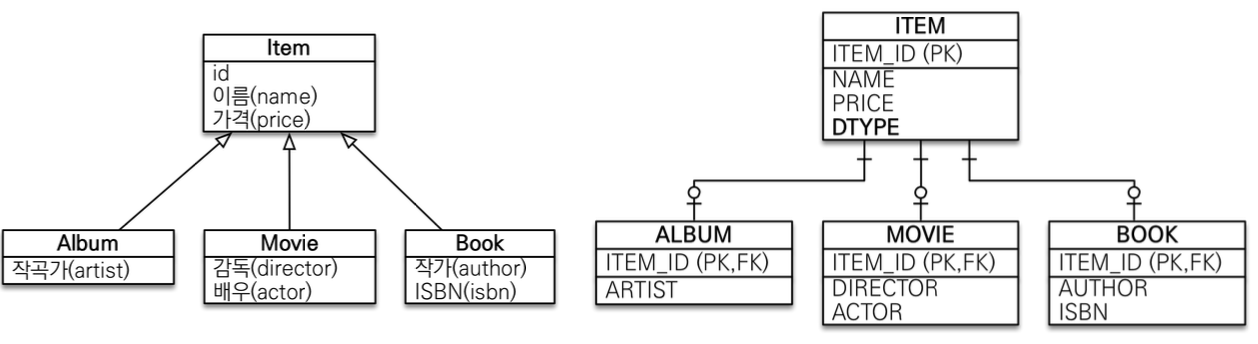 Item
id
이름(name)
가격(price)
Album
작곡가(artist)
Movie
감독(director)
배우(actor)
Book
작가(author)
ISBN(isbn)
ITEM
ITEM_ID (PK)
NAME
PRICE
DTYPE
ALBUM
ITEM_ID (PK,FK)
ARTIST
MOVIE
ITEM_ID (PK,FK)
DIRECTOR
ACTOR
BOOK
ITEM_ID (PK,FK)
AUTHOR
ISBN